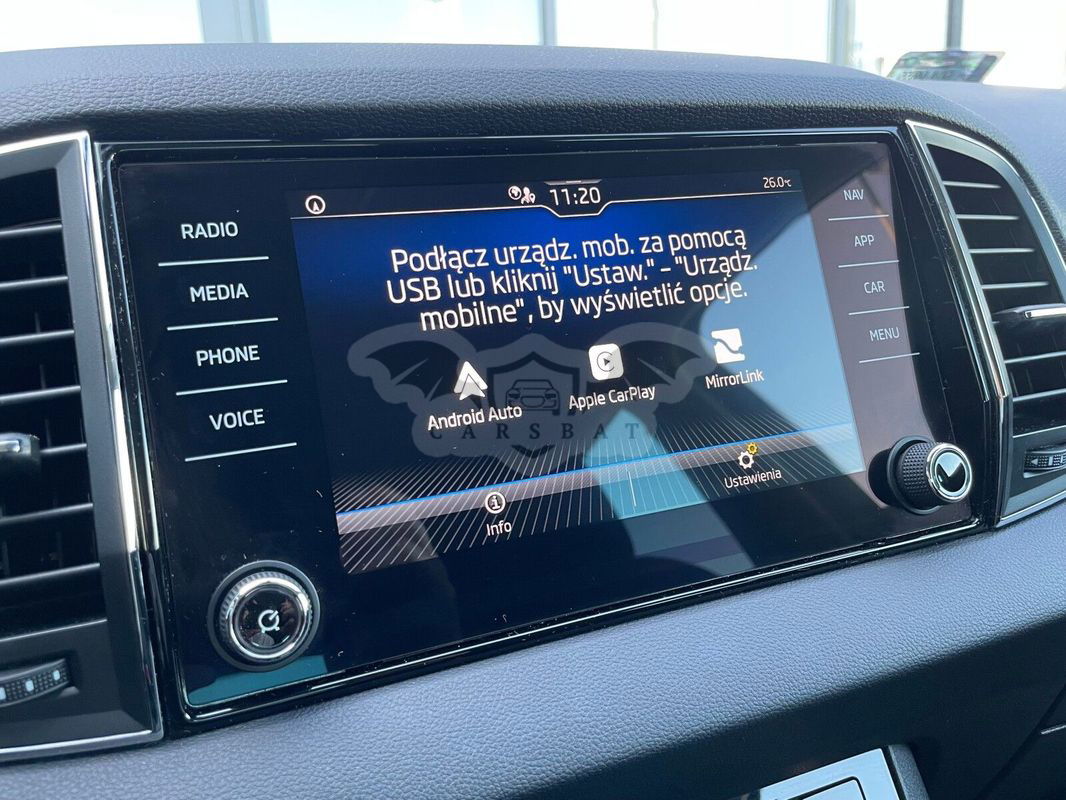 11:20
26.0°C
RADIO
MEDIA
PHONE
VOICE
NAV
APP
CAR
MENU
Podłącz urządz. mob. za pomocą
USB lub kliknij "Ustaw." - "Urządz.
mobilne", by wyświetlić opcje.
Android Auto
Apple CarPlay
MirrorLink
CARSBAT
Info
Ustawienia